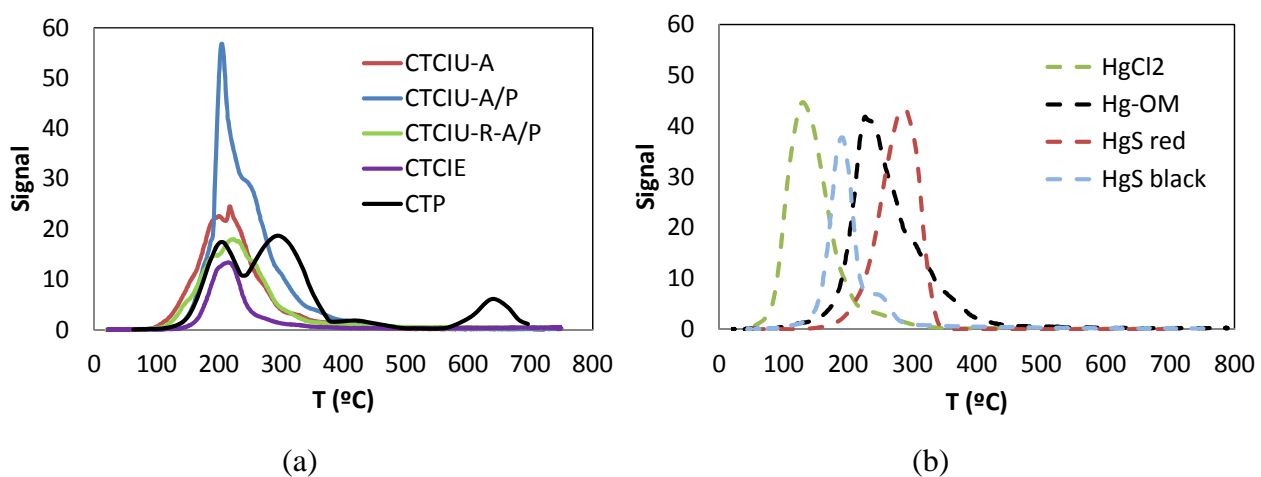 60
50
40
30
20
10
0
Signal
CTCIU-A
CTCIU-A/P
CTCIU-R-A/P
CTCIE
CTP
0 100 200 300 400 500 600 700 800
T (ºC)
(a)
60
50
40
30
20
10
0
Signal
HgCl2
Hg-OM
HgS red
HgS black
0 100 200 300 400 500 600 700 800
T (ºC)
(b)